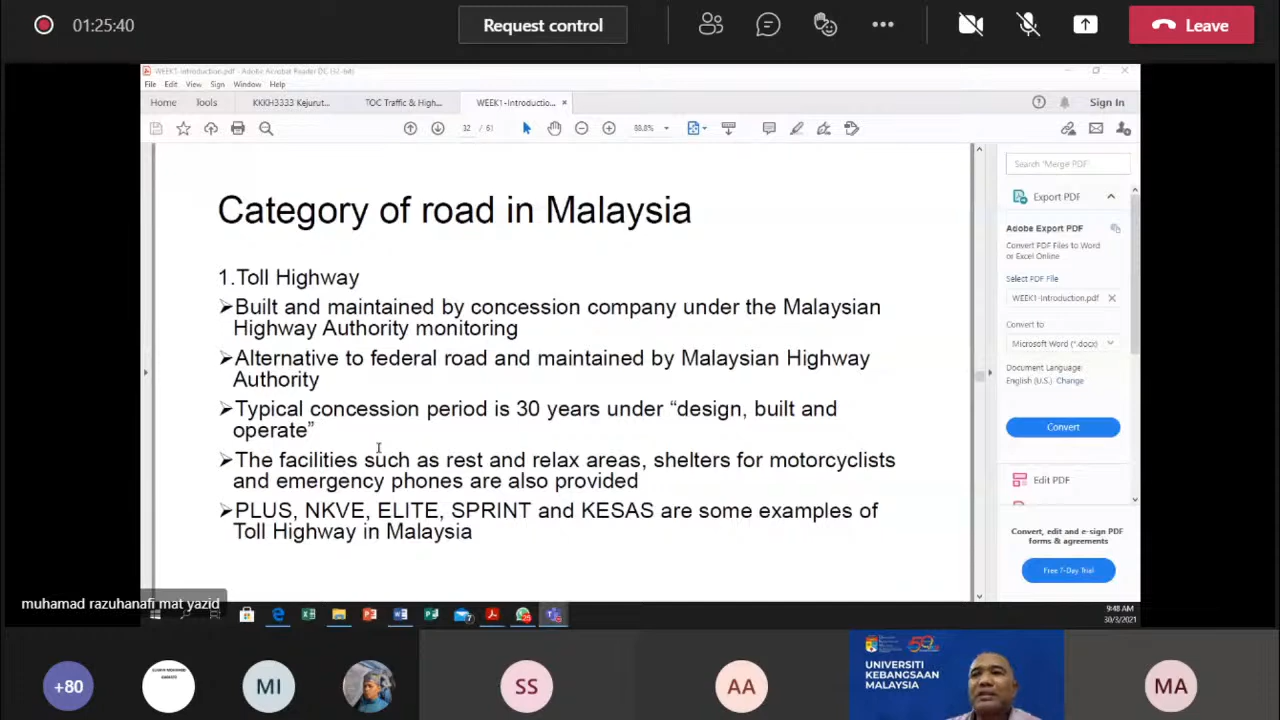 01:25:40
Request control
Leave
WEEK1-Introduction.pdf - Adobe Acrobat Reader DC
File Edit View Sign Window Help
Home Tools KKKH3333 Kejurut... TOC Traffic & High... WEEK1-Introductio... × Sign In
32 / 61 88.8%
Category of road in Malaysia
1.Toll Highway
➢Built and maintained by concession company under the Malaysian
Highway Authority monitoring
➢Alternative to federal road and maintained by Malaysian Highway
Authority
➢Typical concession period is 30 years under “design, built and
operate”
➢The facilities such as rest and relax areas, shelters for motorcyclists
and emergency phones are also provided
➢PLUS, NKVE, ELITE, SPRINT and KESAS are some examples of
Toll Highway in Malaysia
Search 'Merge PDF'
Export PDF
Adobe Export PDF
Convert PDF Files to Word
or Excel Online
Select PDF File
WEEK1-Introduction.pdf
Convert to
Microsoft Word (*.docx)
Document Language:
English (U.S.) Change
Convert
Edit PDF
Convert, edit and e-sign PDF
forms & agreements
Free 7-Day Trial
muhamad razuhanafi mat yazid
9:48 AM
30/3/2021
+80
MI
SS
AA
UNIVERSITI
KEBANGSAAN
MALAYSIA
MA